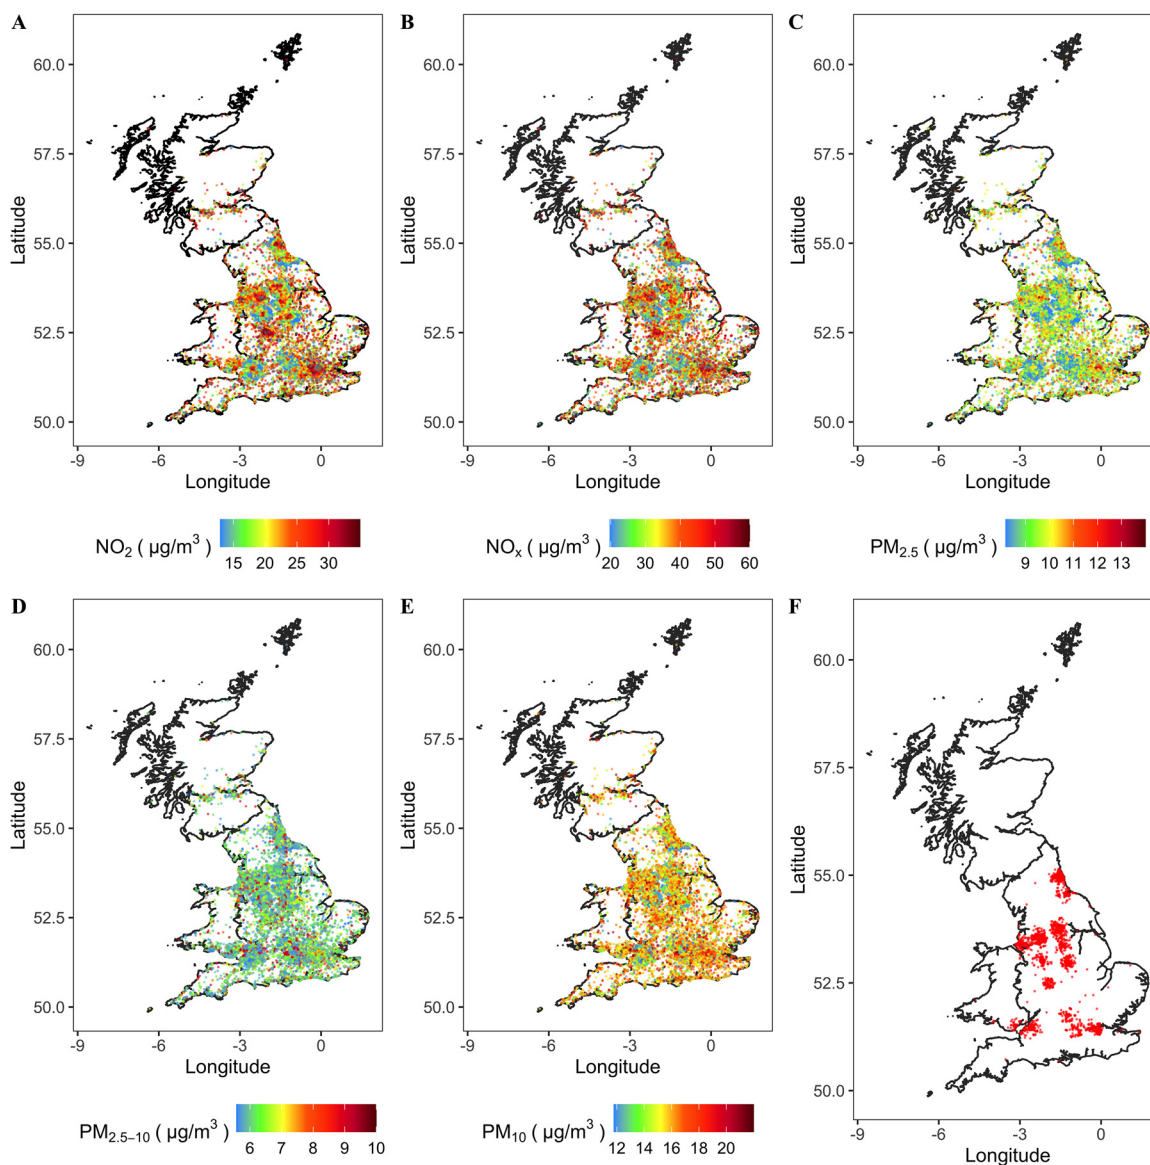 A
B
C
60.0
57.5
55.0
52.5
50.0
Latitude
-9 -6 -3 0
Longitude
NO2 ( µg/m3 )
15 20 25 30
60.0
57.5
55.0
52.5
50.0
Latitude
-9 -6 -3 0
Longitude
NOx ( µg/m3 )
20 30 40 50 60
60.0
57.5
55.0
52.5
50.0
Latitude
-9 -6 -3 0
Longitude
PM2.5 ( µg/m3 )
9 10 11 12 13
D
E
F
60.0
57.5
55.0
52.5
50.0
Latitude
-9 -6 -3 0
Longitude
PM2.5–10 ( µg/m3 )
6 7 8 9 10
60.0
57.5
55.0
52.5
50.0
Latitude
-9 -6 -3 0
Longitude
PM10 ( µg/m3 )
12 14 16 18 20
60.0
57.5
55.0
52.5
50.0
Latitude
-9 -6 -3 0
Longitude